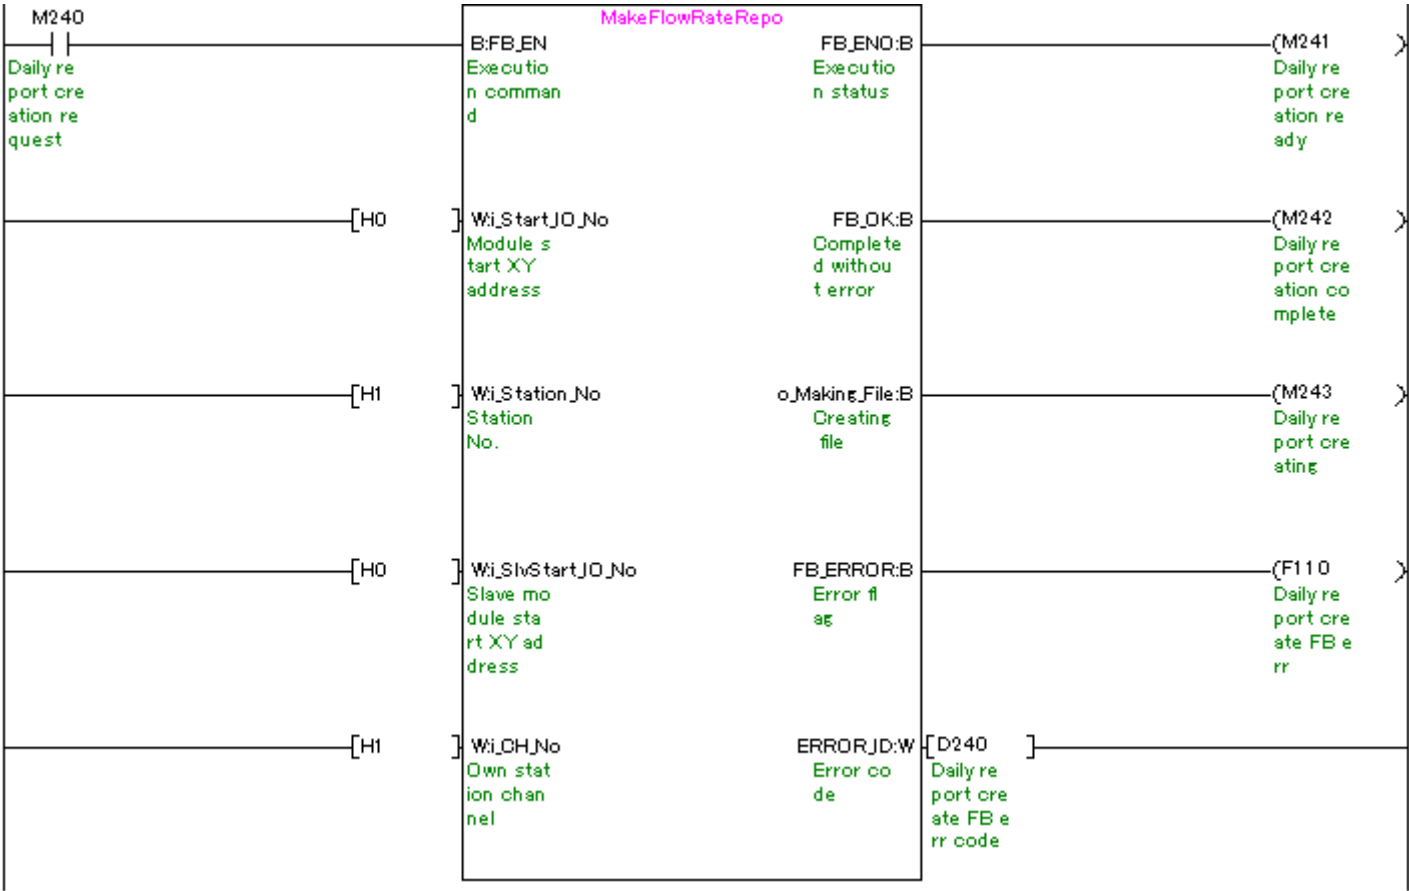 M240
MakeFlowRateRepo
B:FB_EN
FB_ENO:B
(M241 )
Daily re
port cre
ation re
quest
Executio
n comman
d
Executio
n status
Daily re
port cre
ation re
ady
[H0 ]
W:i_Start_IO_No
FB_OK:B
(M242 )
Module s
tart XY
address
Complete
d withou
t error
Daily re
port cre
ation co
mplete
[H1 ]
W:i_Station_No
o_Making_File:B
(M243 )
Station
No.
Creating
file
Daily re
port cre
ating
[H0 ]
W:i_SlvStart_IO_No
FB_ERROR:B
(F110 )
Slave mo
dule sta
rt XY ad
dress
Error fl
ag
Daily re
port cre
ate FB e
rr
[H1 ]
W:i_CH_No
ERROR_ID:W
[D240 ]
Own stat
ion chan
nel
Error co
de
Daily re
port cre
ate FB e
rr code